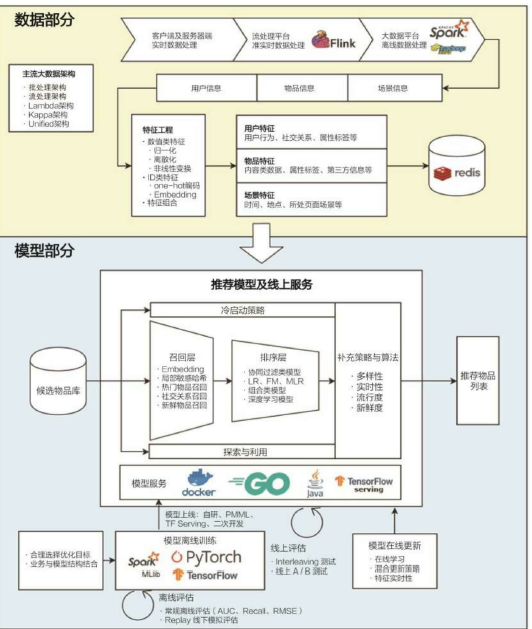 数据部分
客户端及服务器端
实时数据处理
流处理平台
准实时数据处理
Flink
大数据平台
离线数据处理
Spark
hadoop
主流大数据架构
· 批处理架构
· 流处理架构
· Lambda架构
· Kappa架构
· Unified架构
用户信息
物品信息
场景信息
特征工程
· 数值类特征
· 归一化
· 离散化
· 非线性变换
· ID类特征
· one-hot编码
· Embedding
· 特征组合
用户特征
用户行为、社交关系、属性标签等
物品特征
内容类数据、属性标签、第三方信息等
场景特征
时间、地点、所处页面场景等
redis
模型部分
推荐模型及线上服务
冷启动策略
候选物品库
召回层
· Embedding
· 局部敏感哈希
· 热门物品召回
· 社交关系召回
· 新鲜物品召回
排序层
· 协同过滤类模型
· LR、FM、MLR
· 组合类模型
· 深度学习模型
补充策略与算法
· 多样性
· 实时性
· 流行度
· 新鲜度
推荐物品
列表
探索与利用
模型服务
docker
GO
Java
TensorFlow
serving
模型上线：自研、PMML、
TF Serving、二次开发
· 合理选择优化目标
· 业务与模型结构结合
模型离线训练
Spark
MLlib
PyTorch
TensorFlow
线上评估
· Interleaving 测试
· 线上 A / B 测试
模型在线更新
· 在线学习
· 混合更新策略
· 特征实时性
离线评估
· 常规离线评估（AUC、Recall、RMSE）
· Replay 线下模拟评估